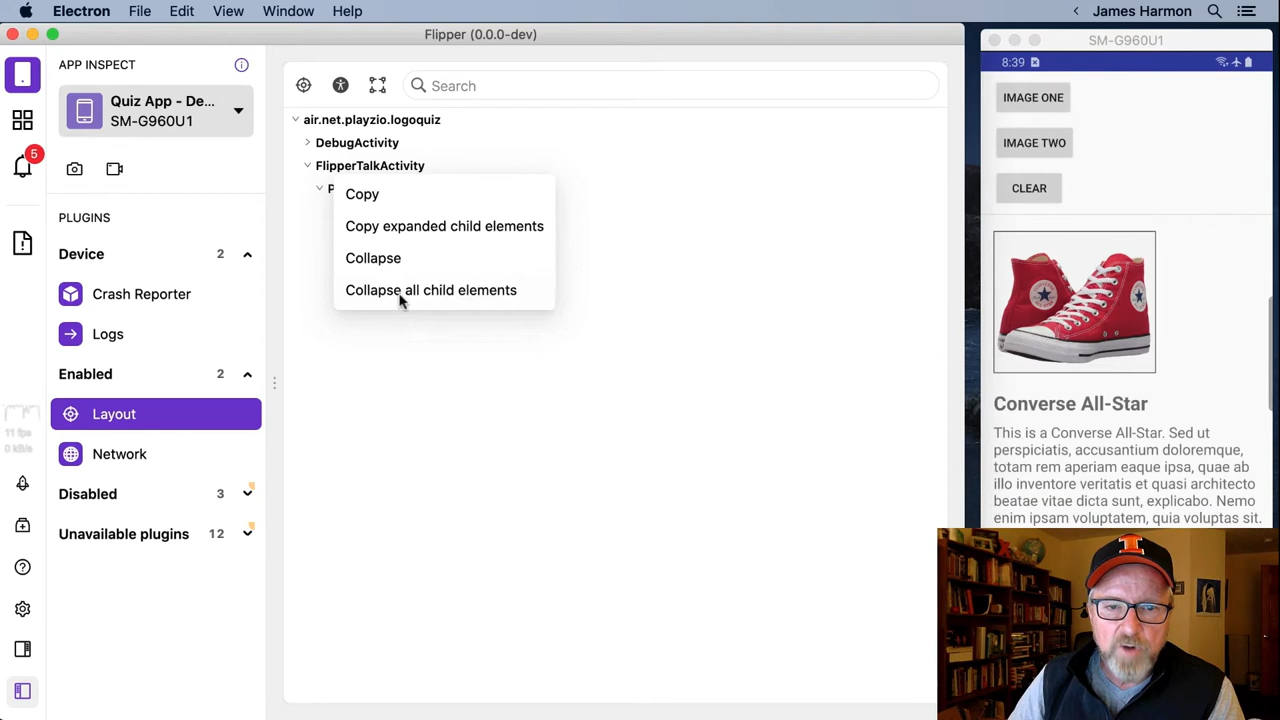 Electron File Edit View Window Help
James Harmon
Flipper (0.0.0-dev)
SM-G960U1
APP INSPECT
Quiz App - De...
SM-G960U1
5
PLUGINS
Device 2
Crash Reporter
Logs
Enabled 2
Layout
Network
Disabled 3
Unavailable plugins 12
11 fps
0 kB/s
Search
air.net.playzio.logoquiz
DebugActivity
FlipperTalkActivity
P
Copy
Copy expanded child elements
Collapse
Collapse all child elements
8:39
IMAGE ONE
IMAGE TWO
CLEAR
Converse All-Star
This is a Converse All-Star. Sed ut
perspiciatis, accusantium doloremque,
totam rem aperiam eaque ipsa, quae ab
illo inventore veritatis et quasi architecto
beatae vitae dicta sunt, explicabo. Nemo
enim ipsam voluptatem, quia voluptas sit.
I